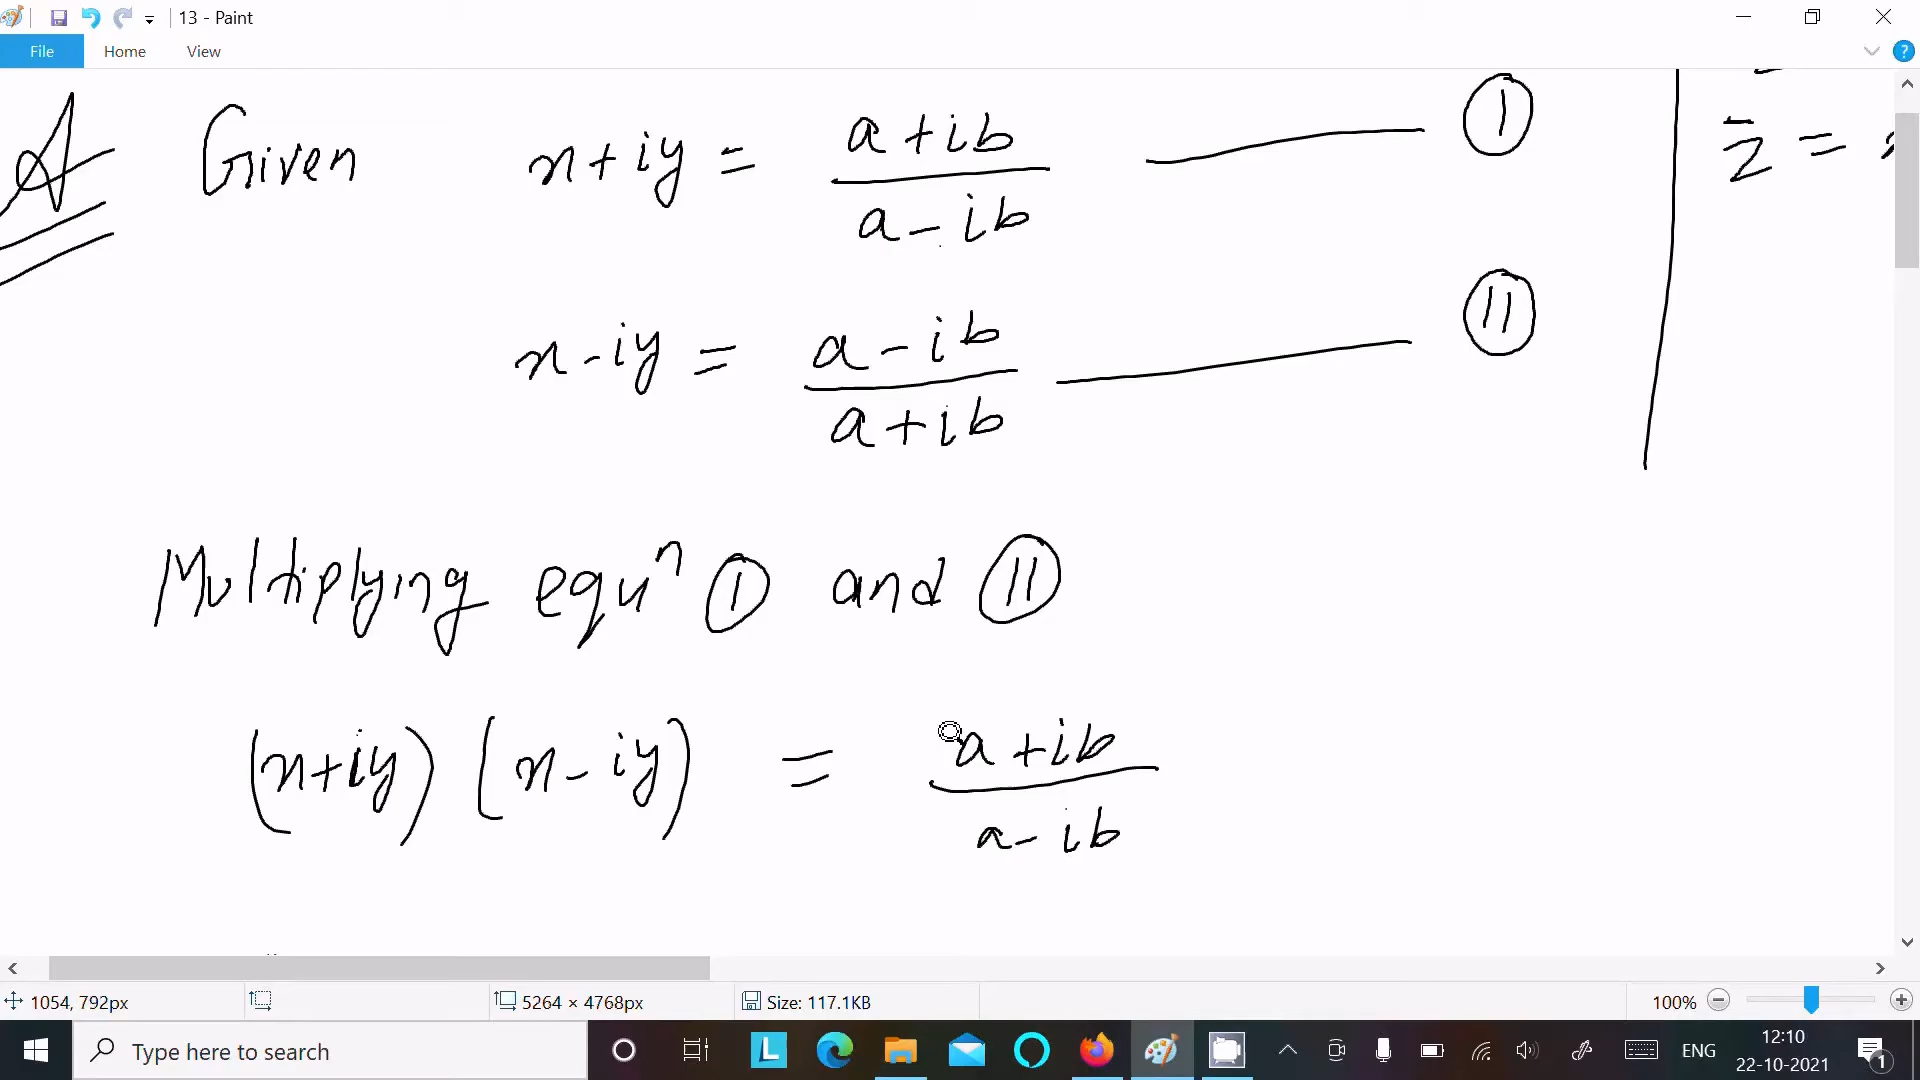 13 - Paint
File Home View
Given x+iy = a+ib / a-ib I
z̄ =
x-iy = a-ib / a+ib II
Multiplying equⁿ I and II
(x+iy) (x-iy) = a+ib / a-ib
1054, 792px 5264 × 4768px Size: 117.1KB 100%
Type here to search ENG 12:10
22-10-2021 1